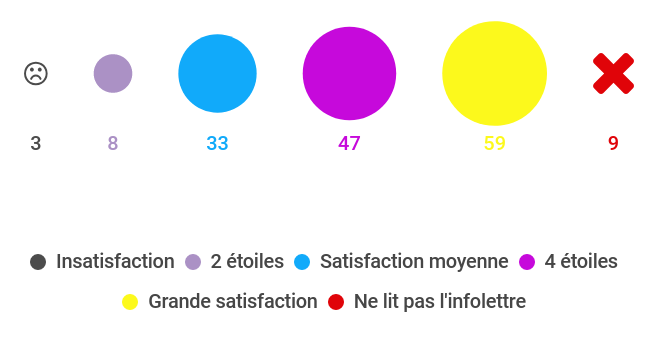 3 8 33 47 59 9
Insatisfaction 2 étoiles Satisfaction moyenne 4 étoiles
Grande satisfaction Ne lit pas l'infolettre